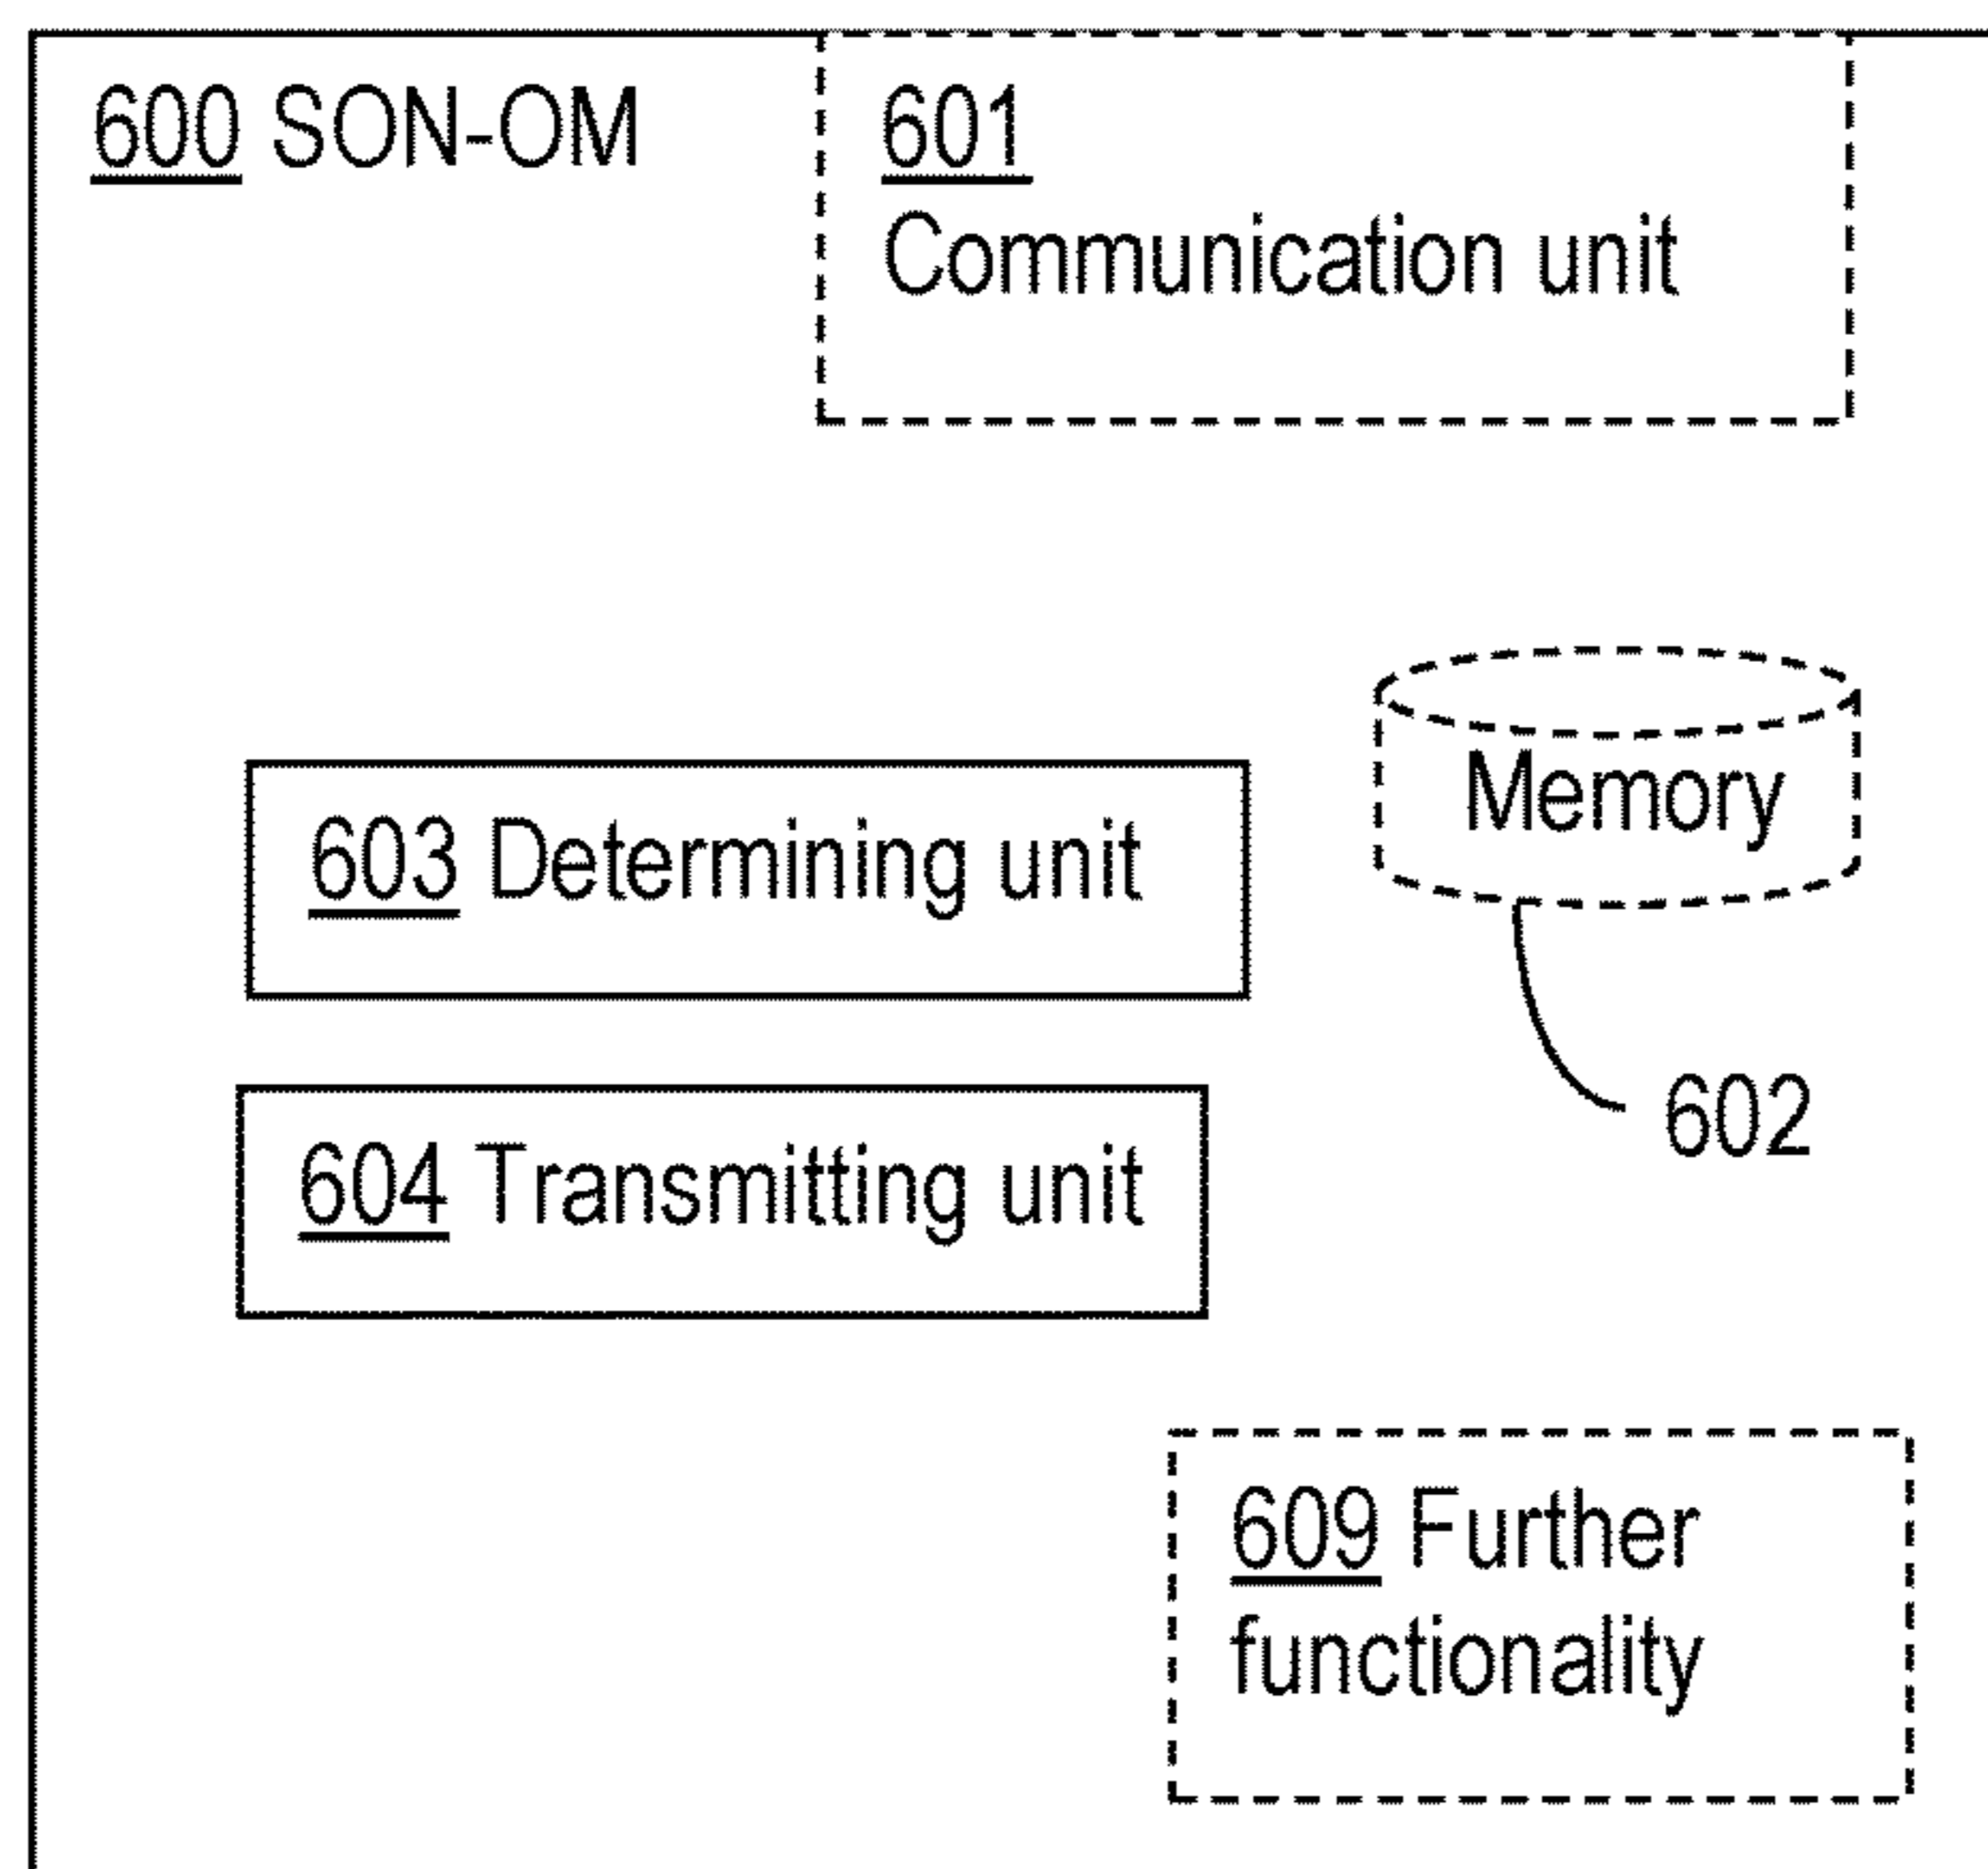 600 SON-OM
601
Communication unit
Memory
603 Determining unit
602
604 Transmitting unit
609 Further
functionality